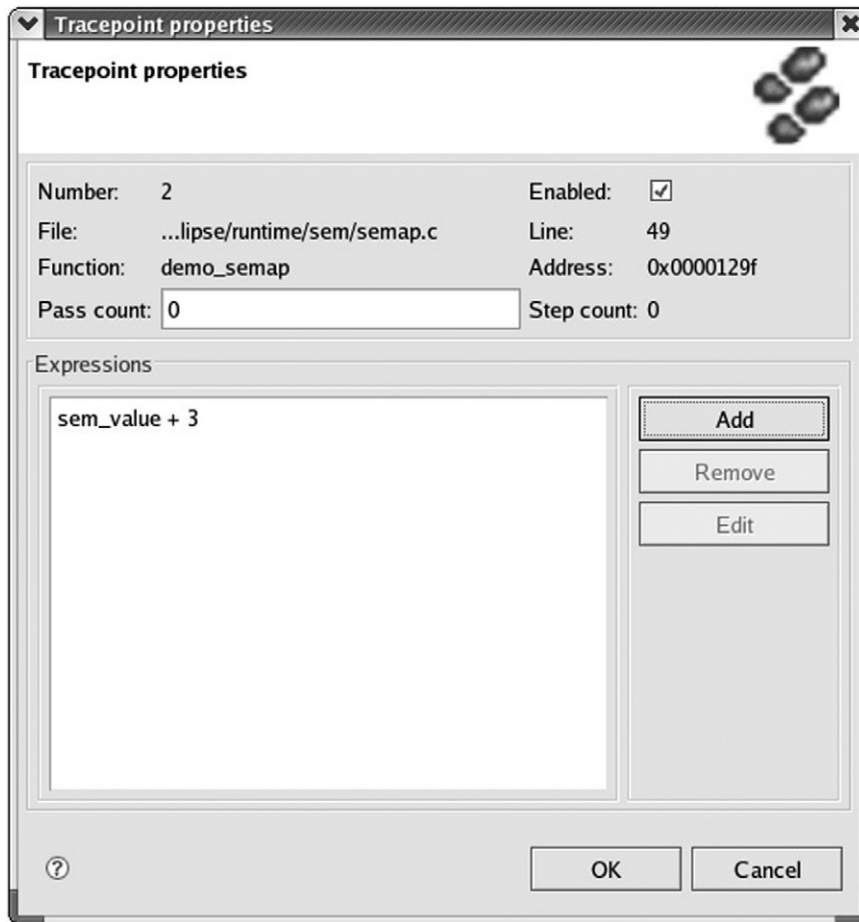 Tracepoint properties
Tracepoint properties
Number: 2 Enabled:
File: ...lipse/runtime/sem/semap.c Line: 49
Function: demo_semap Address: 0x0000129f
Pass count: 0 Step count: 0
Expressions
sem_value + 3
Add
Remove
Edit
?
OK Cancel